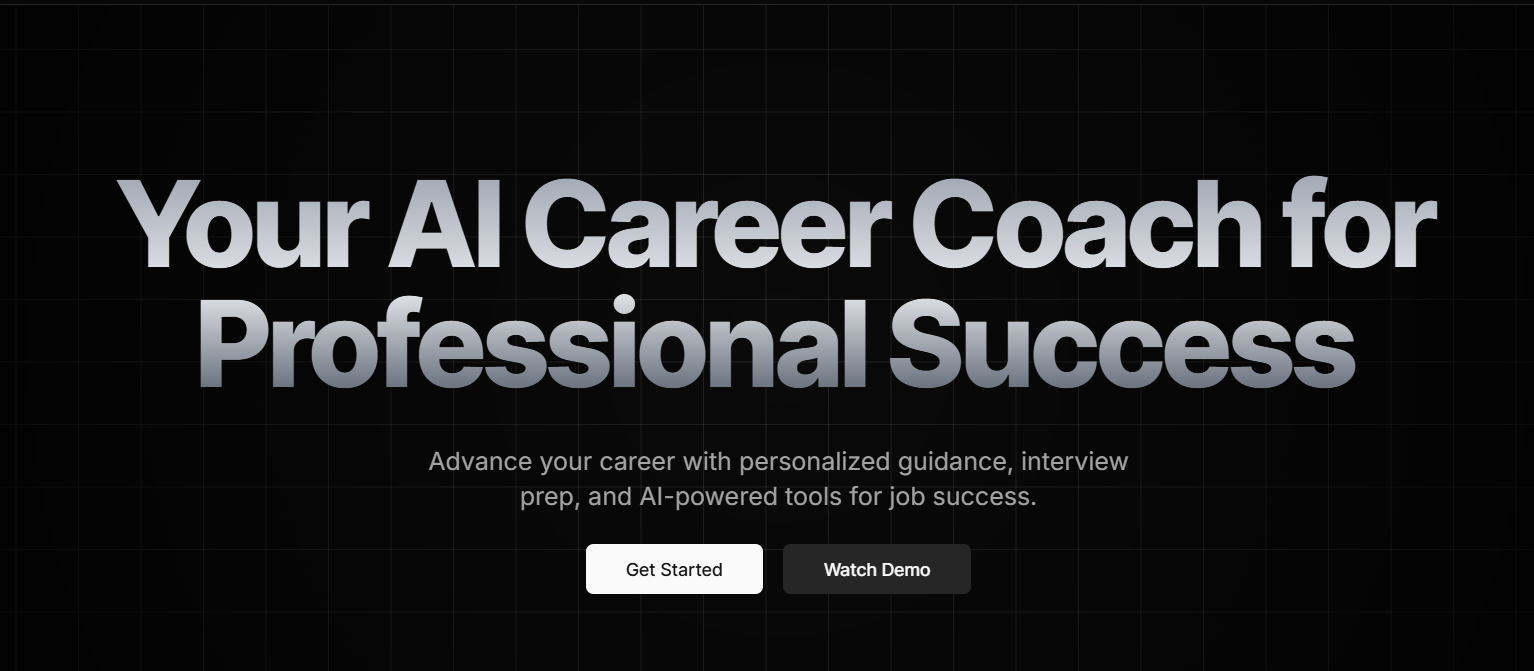 Your AI Career Coach for
Professional Success
Advance your career with personalized guidance, interview
prep, and AI-powered tools for job success.
Get Started
Watch Demo